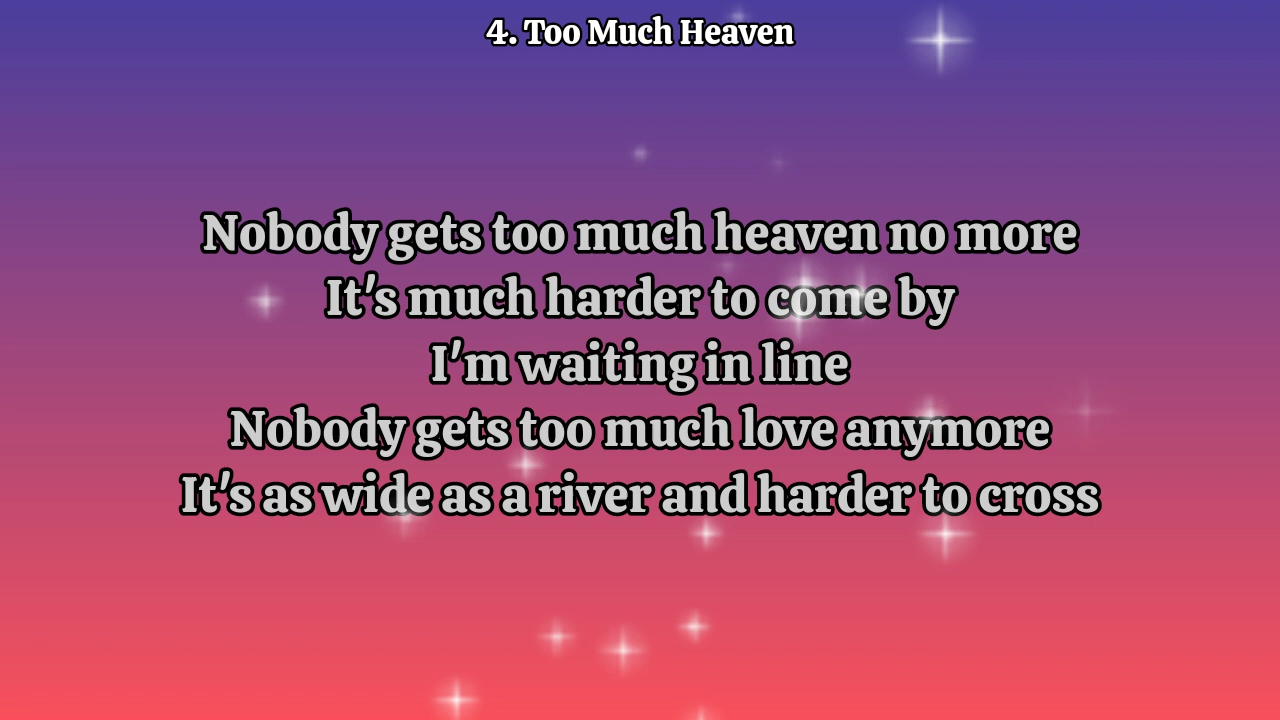 4. Too Much Heaven
Nobody gets too much heaven no more
It's much harder to come by
I'm waiting in line
Nobody gets too much love anymore
It's as wide as a river and harder to cross